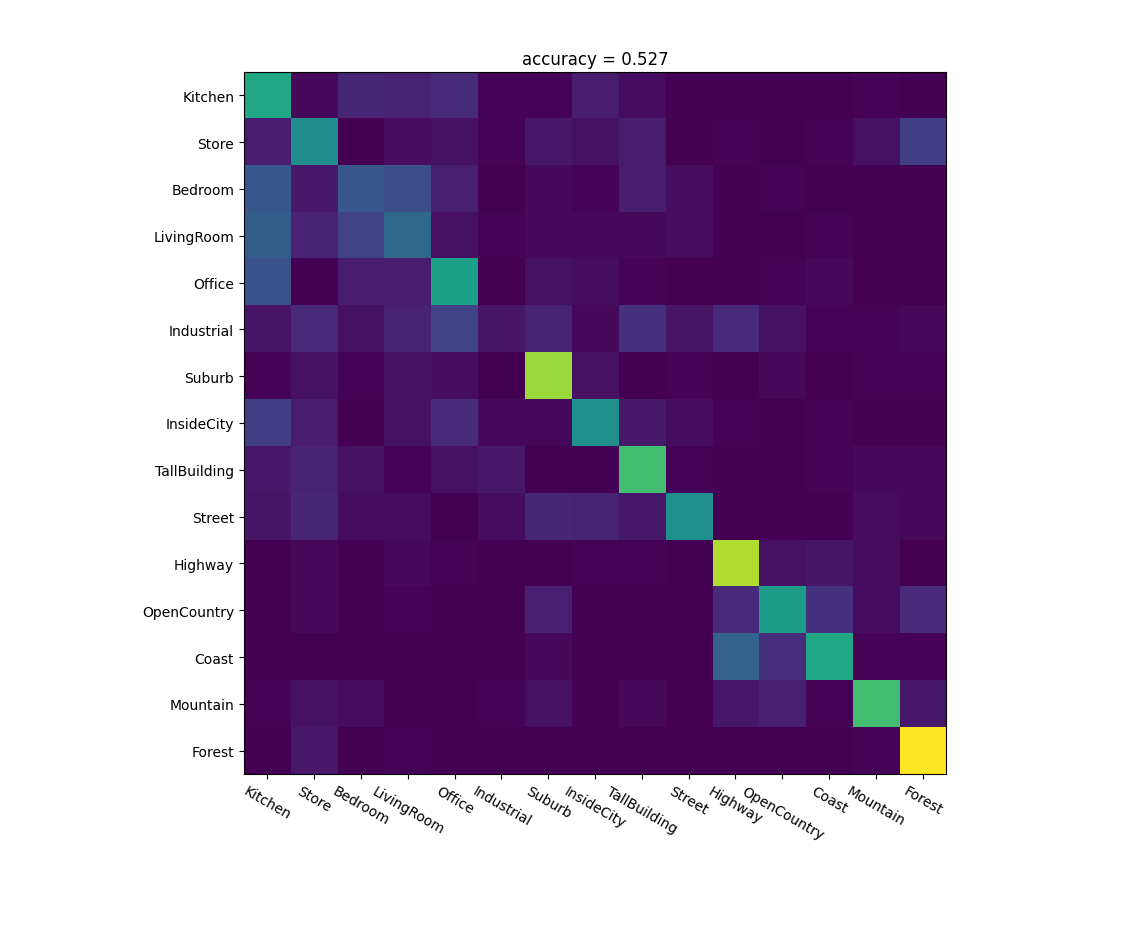 accuracy = 0.527
Kitchen
Store
Bedroom
LivingRoom
Office
Industrial
Suburb
InsideCity
TallBuilding
Street
Highway
OpenCountry
Coast
Mountain
Forest
Kitchen
Store
Bedroom
LivingRoom
Office
Industrial
Suburb
InsideCity
TallBuilding
Street
Highway
OpenCountry
Coast
Mountain
Forest